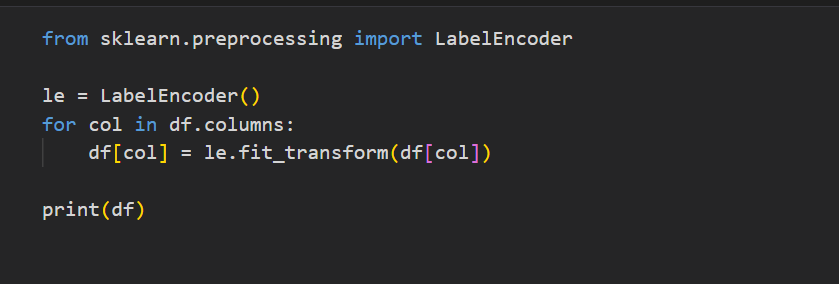 from sklearn.preprocessing import LabelEncoder
le = LabelEncoder()
for col in df.columns:
    df[col] = le.fit_transform(df[col])
print(df)